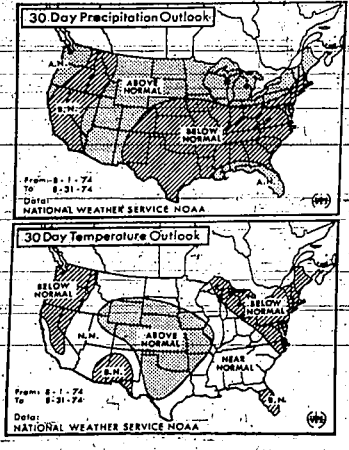 30 Day Precipitation Outlook
A.N.
ABOVE
NORMAL
B.N.
BELOW
NORMAL
A.N.
From: 8-1-74
To 8-31-74
Data:
NATIONAL WEATHER SERVICE NOAA
UPI
30 Day Temperature Outlook
BELOW
NORMAL
BELOW
NORMAL
N.N.
ABOVE
NORMAL
B.N.
NEAR
NORMAL
B.N.
From: 8-1-74
To 8-31-74
Data:
NATIONAL WEATHER SERVICE NOAA
UPI